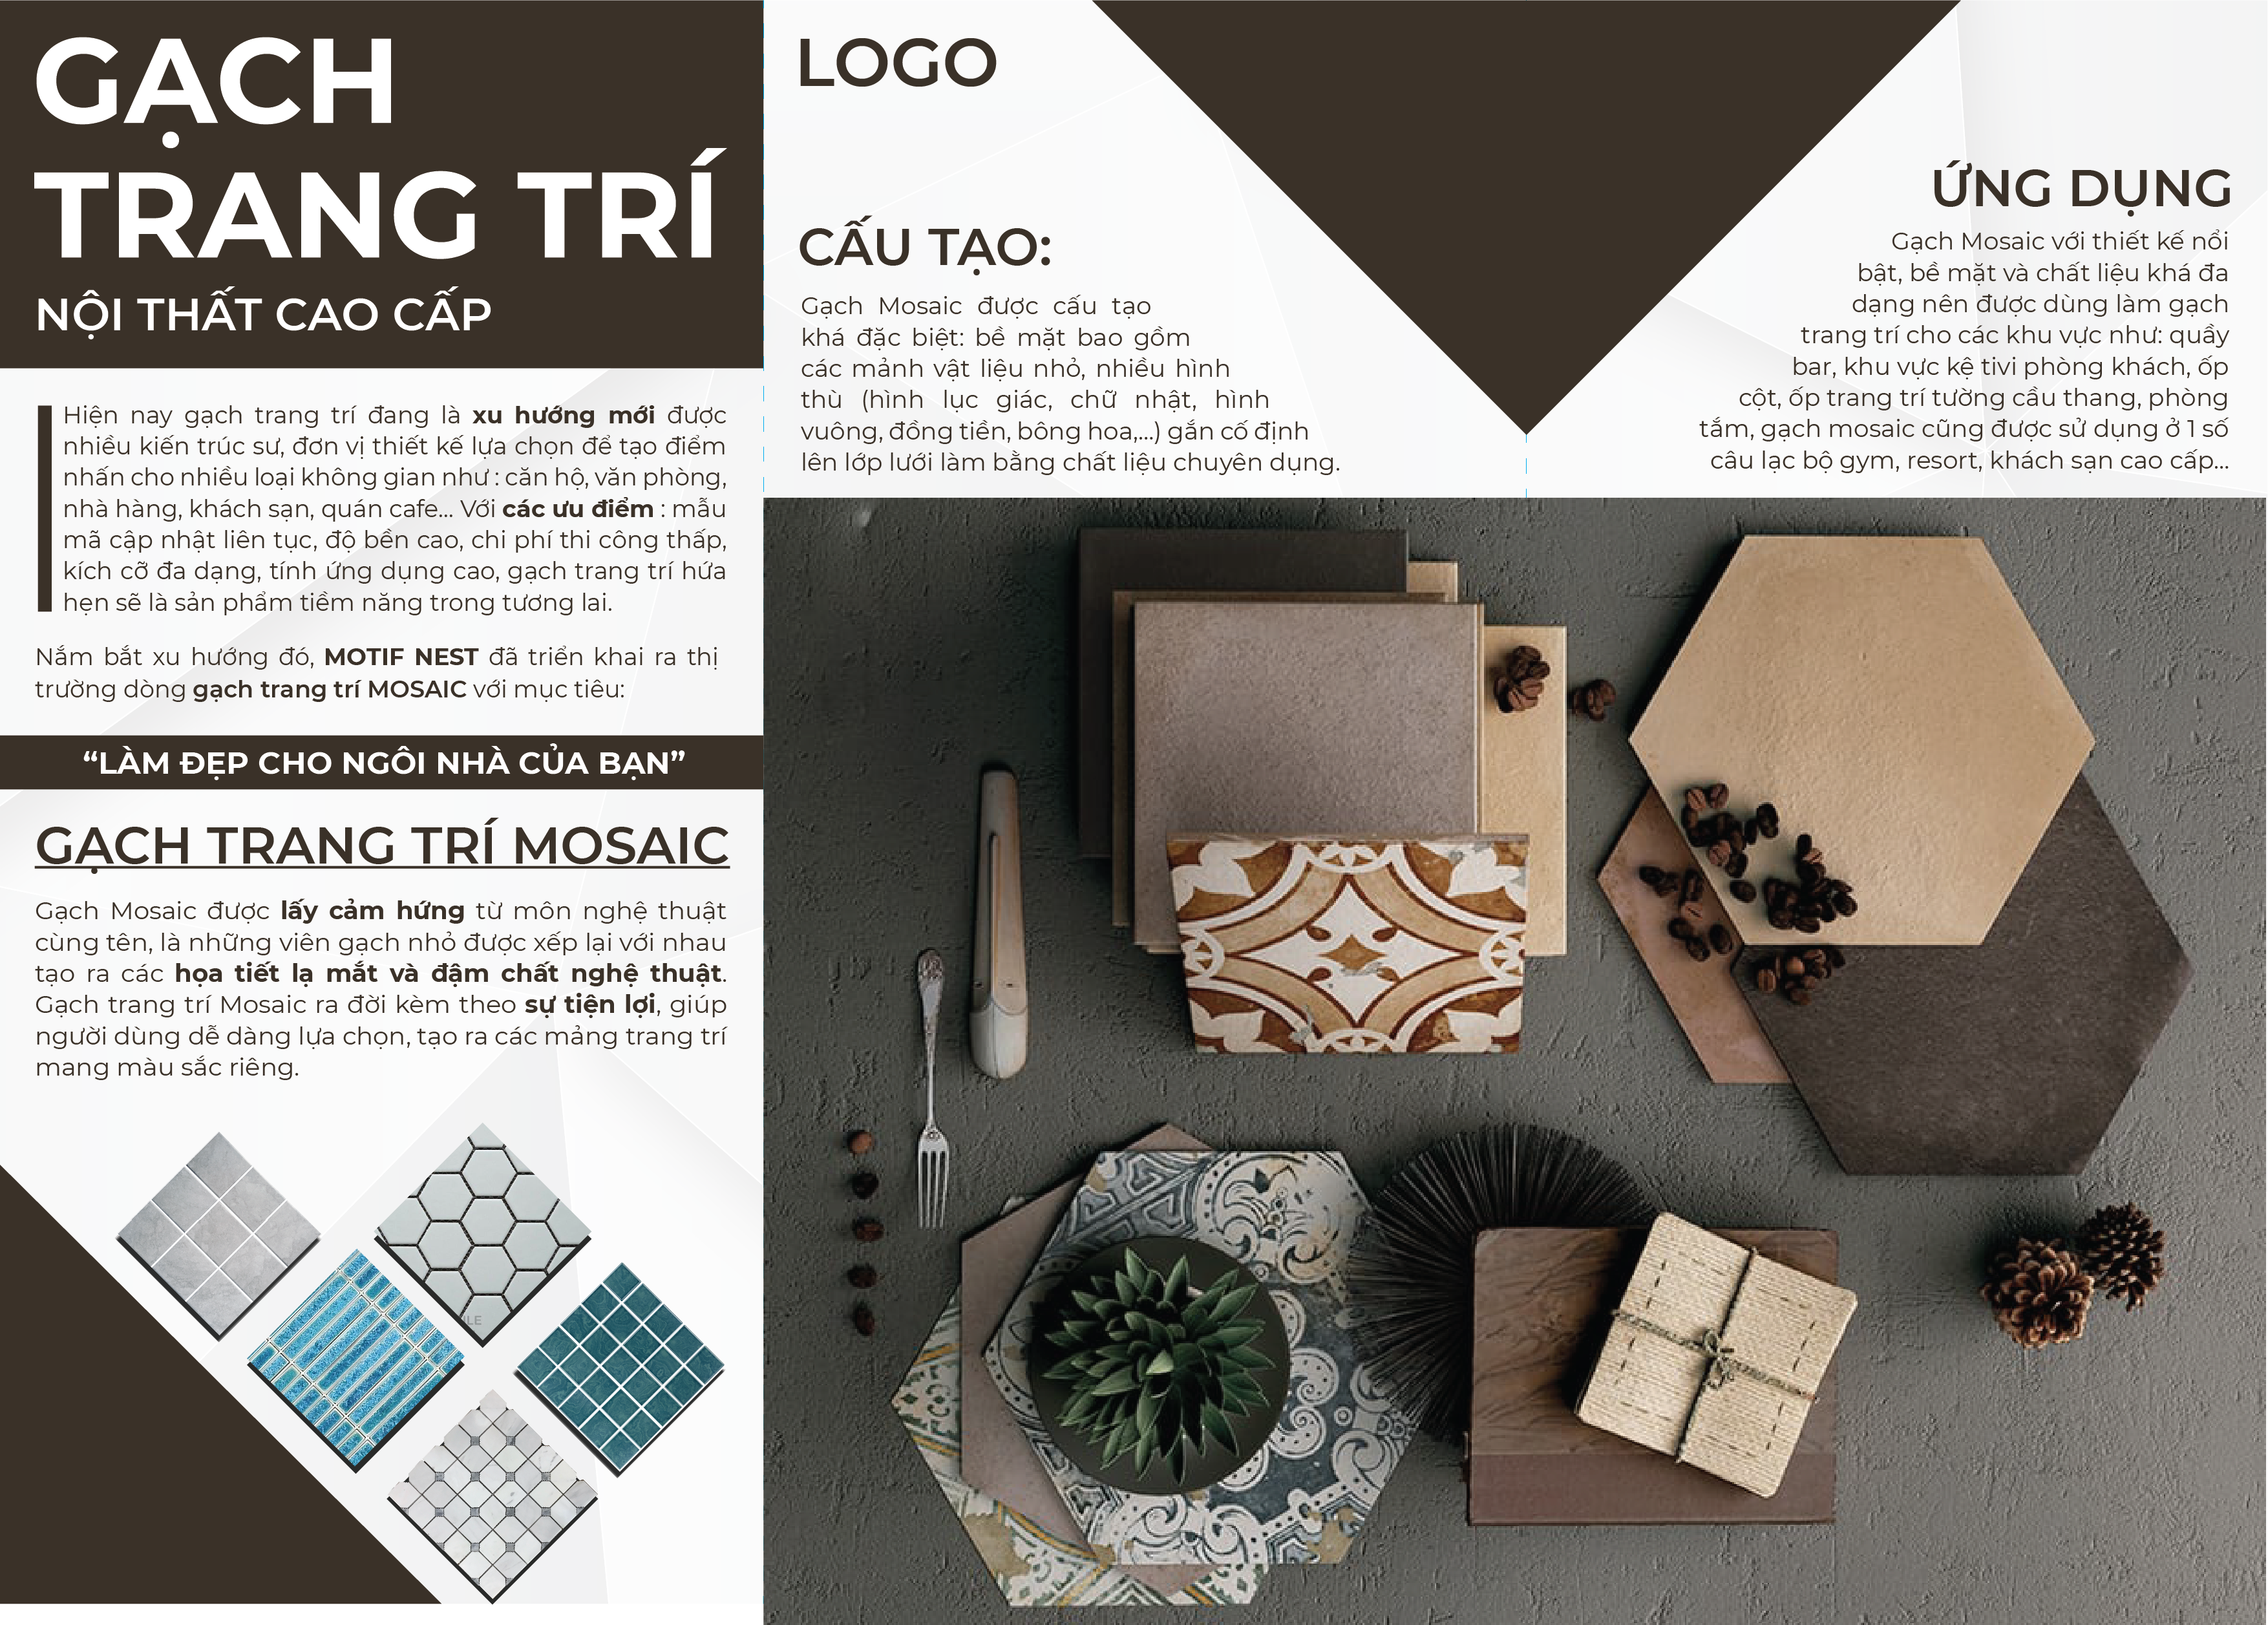 GẠCH
TRANG TRÍ
NỘI THẤT CAO CẤP
Hiện nay gạch trang trí đang là xu hướng mới được
nhiều kiến trúc sư, đơn vị thiết kế lựa chọn để tạo điểm
nhấn cho nhiều loại không gian như : căn hộ, văn phòng,
nhà hàng, khách sạn, quán cafe... Với các ưu điểm : mẫu
mã cập nhật liên tục, độ bền cao, chi phí thi công thấp,
kích cỡ đa dạng, tính ứng dụng cao, gạch trang trí hứa
hẹn sẽ là sản phẩm tiềm năng trong tương lai.
Nắm bắt xu hướng đó, MOTIF NEST đã triển khai ra thị
trường dòng gạch trang trí MOSAIC với mục tiêu:
“LÀM ĐẸP CHO NGÔI NHÀ CỦA BẠN”
GẠCH TRANG TRÍ MOSAIC
Gạch Mosaic được lấy cảm hứng từ môn nghệ thuật
cùng tên, là những viên gạch nhỏ được xếp lại với nhau
tạo ra các họa tiết lạ mắt và đậm chất nghệ thuật.
Gạch trang trí Mosaic ra đời kèm theo sự tiện lợi, giúp
người dùng dễ dàng lựa chọn, tạo ra các mảng trang trí
mang màu sắc riêng.
LOGO
CẤU TẠO:
Gạch Mosaic được cấu tạo
khá đặc biệt: bề mặt bao gồm
các mảnh vật liệu nhỏ, nhiều hình
thù (hình lục giác, chữ nhật, hình
vuông, đồng tiền, bông hoa,...) gắn cố định
lên lớp lưới làm bằng chất liệu chuyên dụng.
ỨNG DỤNG
Gạch Mosaic với thiết kế nổi
bật, bề mặt và chất liệu khá đa
dạng nên được dùng làm gạch
trang trí cho các khu vực như: quầy
bar, khu vực kệ tivi phòng khách, ốp
cột, ốp trang trí tường cầu thang, phòng
tắm, gạch mosaic cũng được sử dụng ở 1 số
câu lạc bộ gym, resort, khách sạn cao cấp...